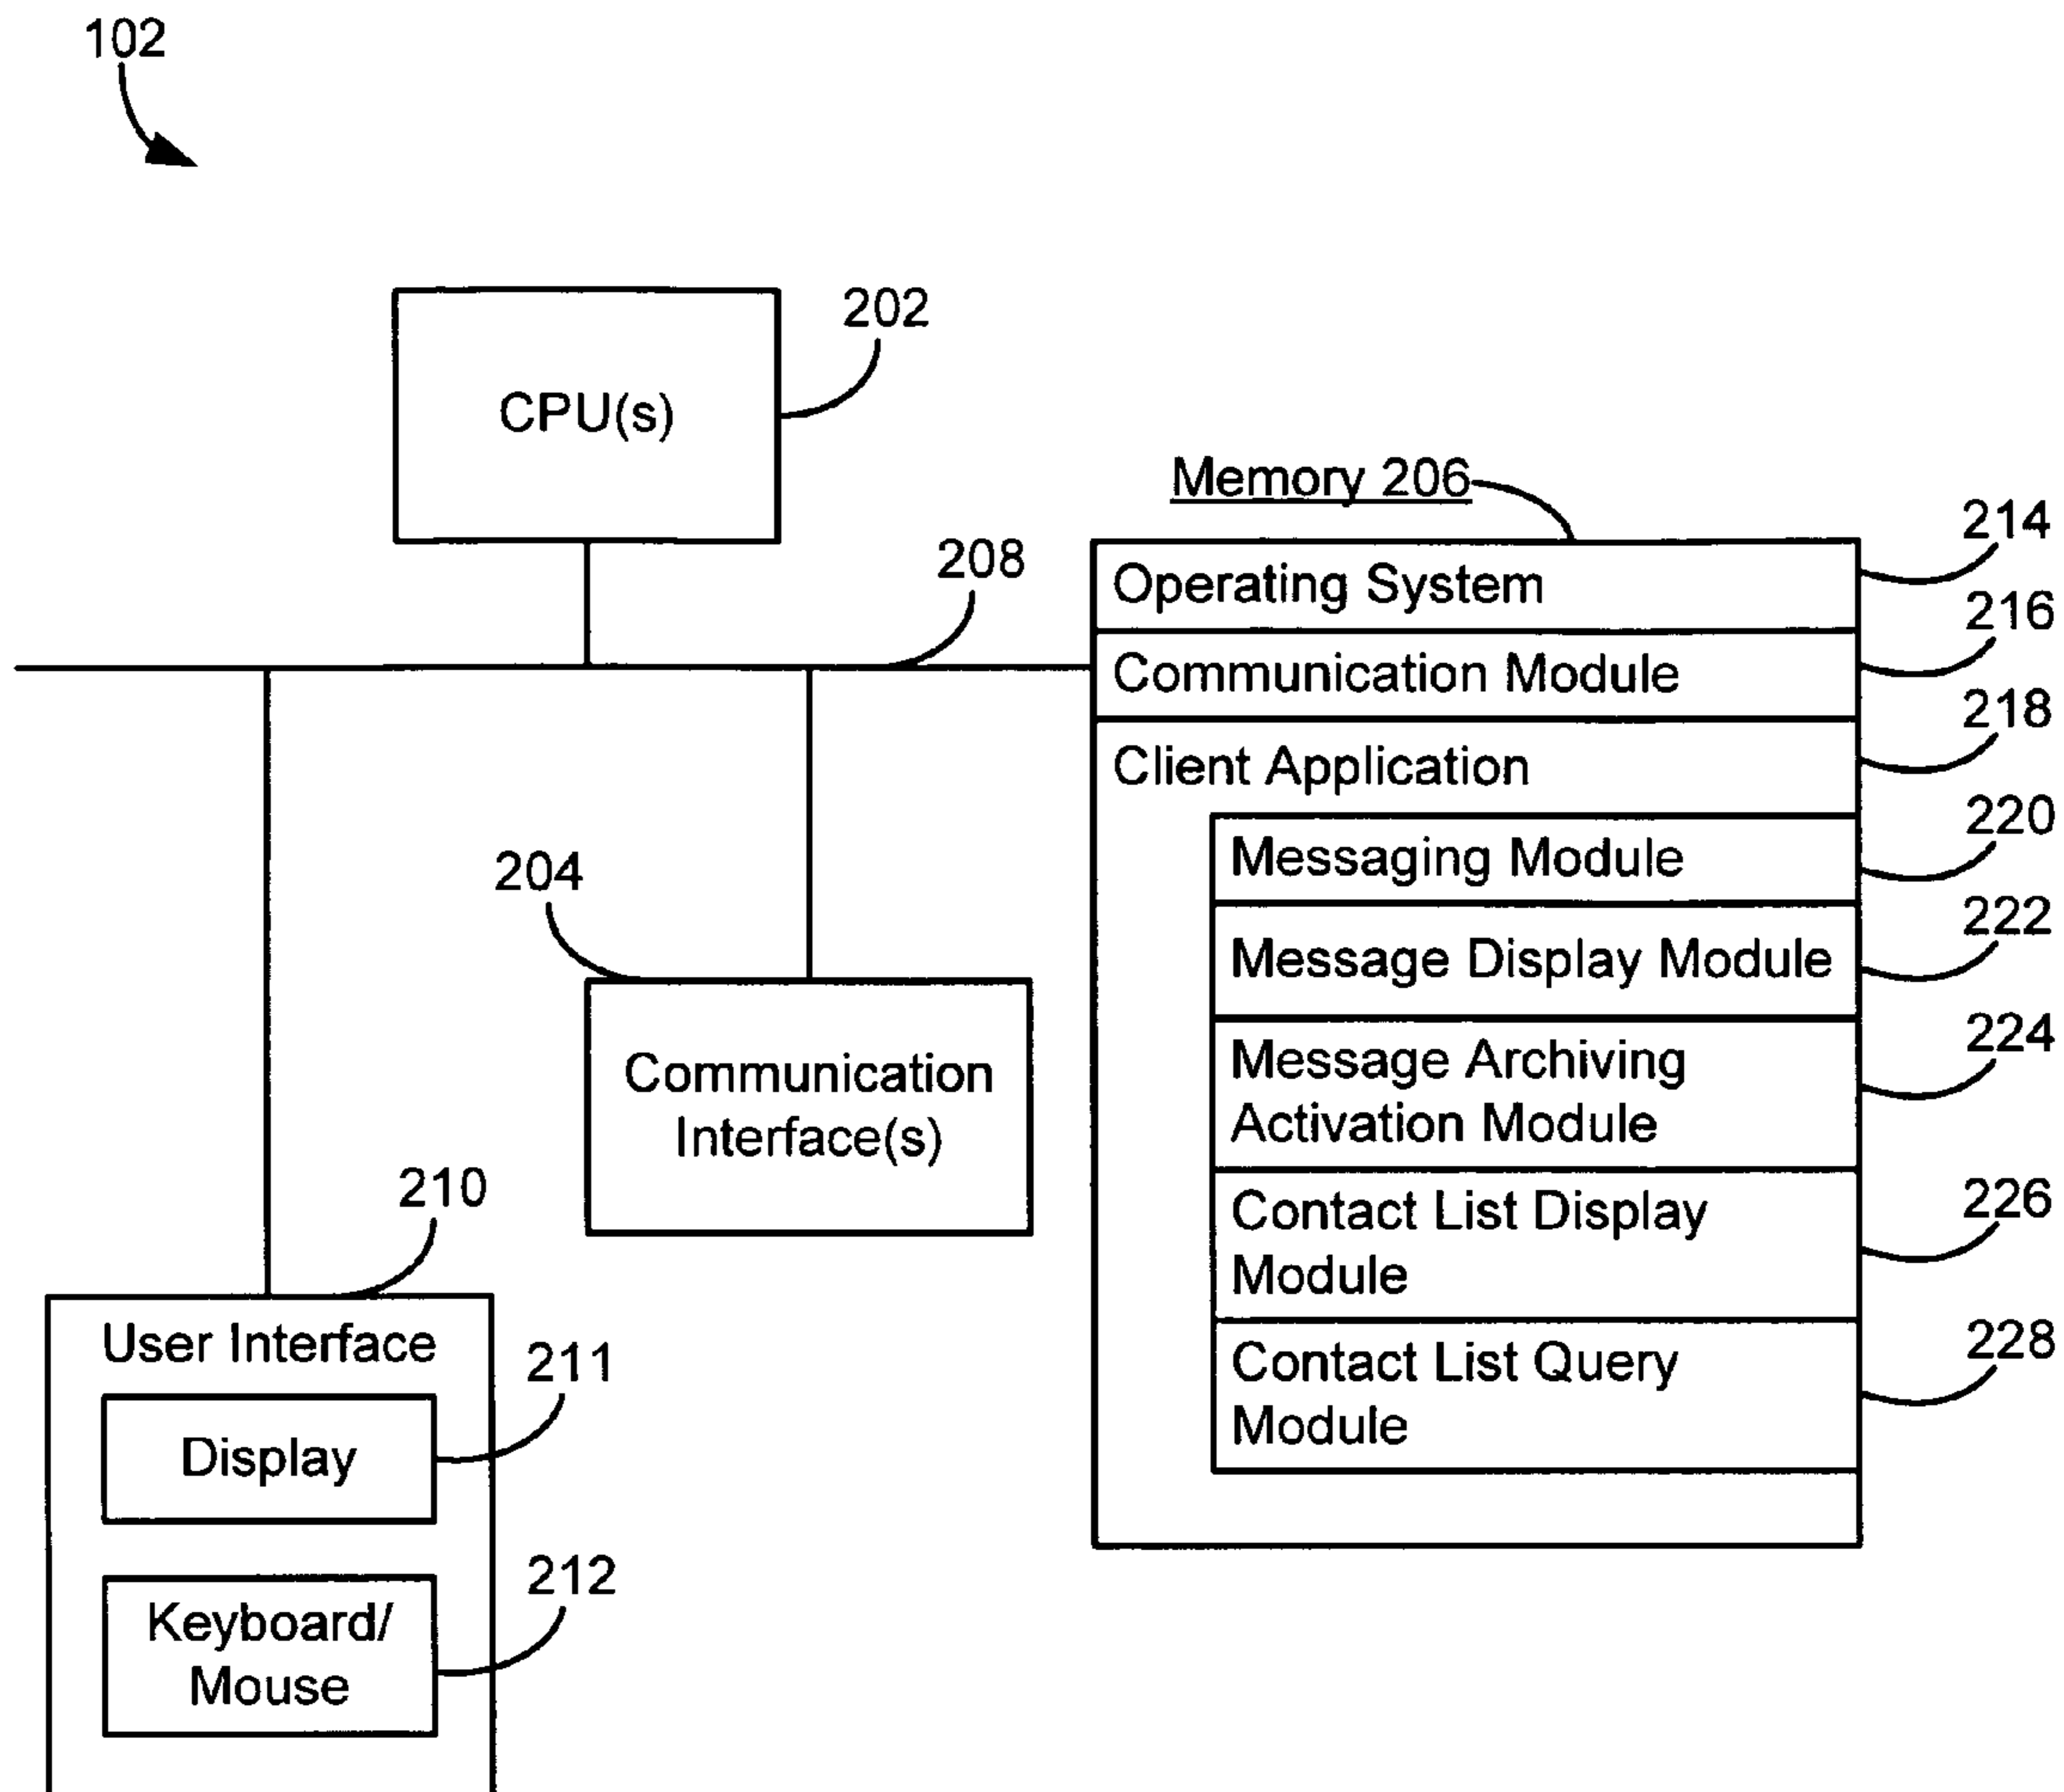 102
202
CPU(s)
Memory 206
214
208
Operating System
216
Communication Module
218
Client Application
220
Messaging Module
204
222
Message Display Module
224
Message Archiving
Activation Module
Communication
Interface(s)
210
226
Contact List Display
Module
User Interface
211
228
Contact List Query
Module
Display
212
Keyboard/
Mouse